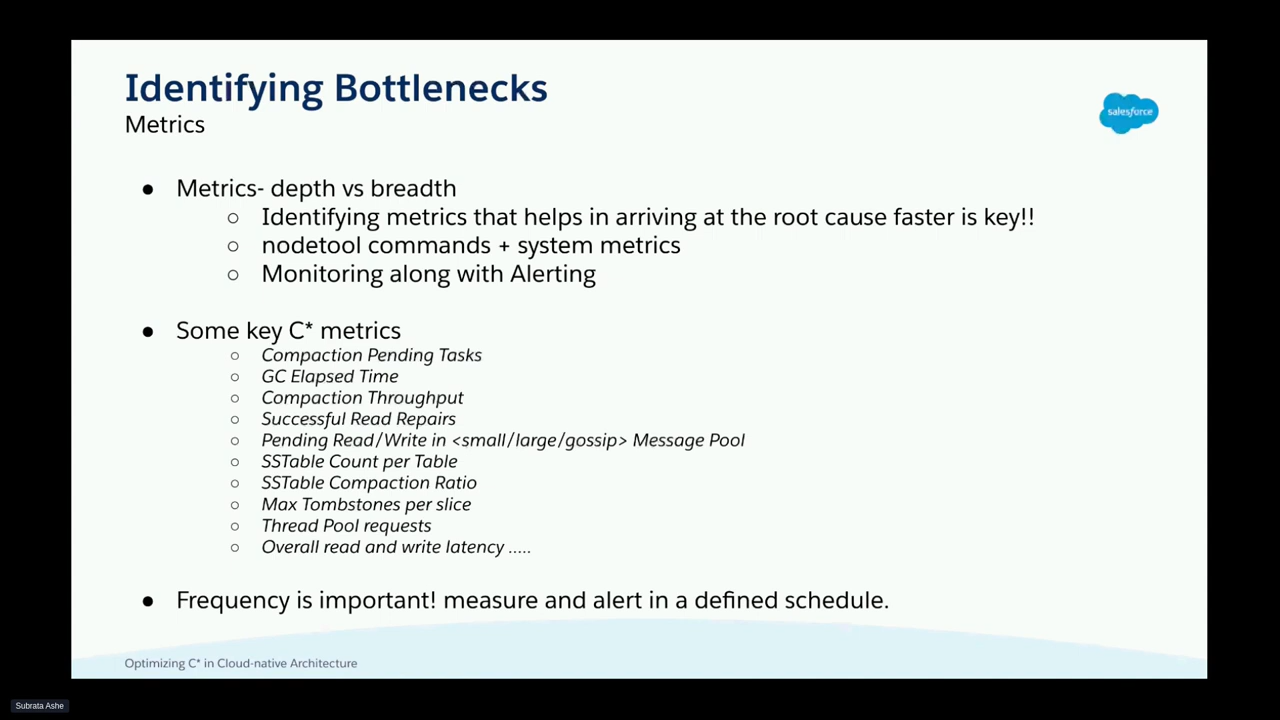 Identifying Bottlenecks
Metrics
salesforce
● Metrics- depth vs breadth
○ Identifying metrics that helps in arriving at the root cause faster is key!!
○ nodetool commands + system metrics
○ Monitoring along with Alerting
● Some key C* metrics
○ Compaction Pending Tasks
○ GC Elapsed Time
○ Compaction Throughput
○ Successful Read Repairs
○ Pending Read/Write in <small/large/gossip> Message Pool
○ SSTable Count per Table
○ SSTable Compaction Ratio
○ Max Tombstones per slice
○ Thread Pool requests
○ Overall read and write latency .....
● Frequency is important! measure and alert in a defined schedule.
Optimizing C* in Cloud-native Architecture
Subrata Ashe